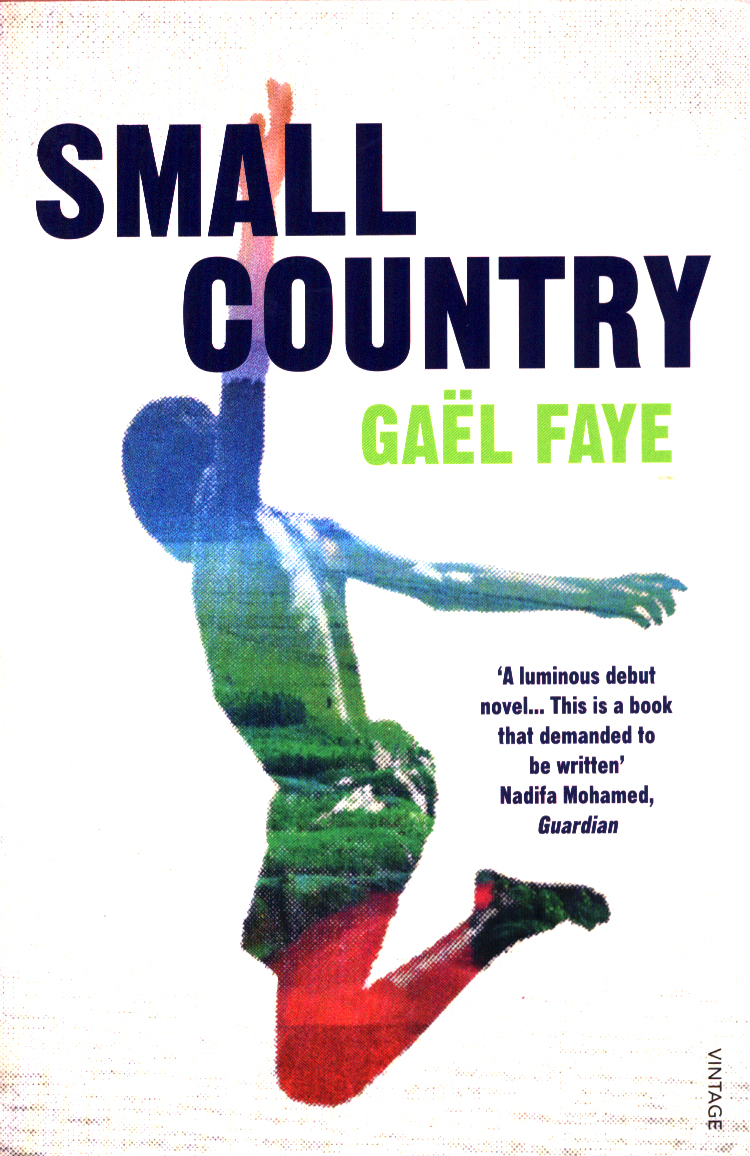 SMALL
COUNTRY
GAËL FAYE
‘A luminous debut
novel... This is a book
that demanded to
be written’
Nadifa Mohamed,
Guardian
VINTAGE